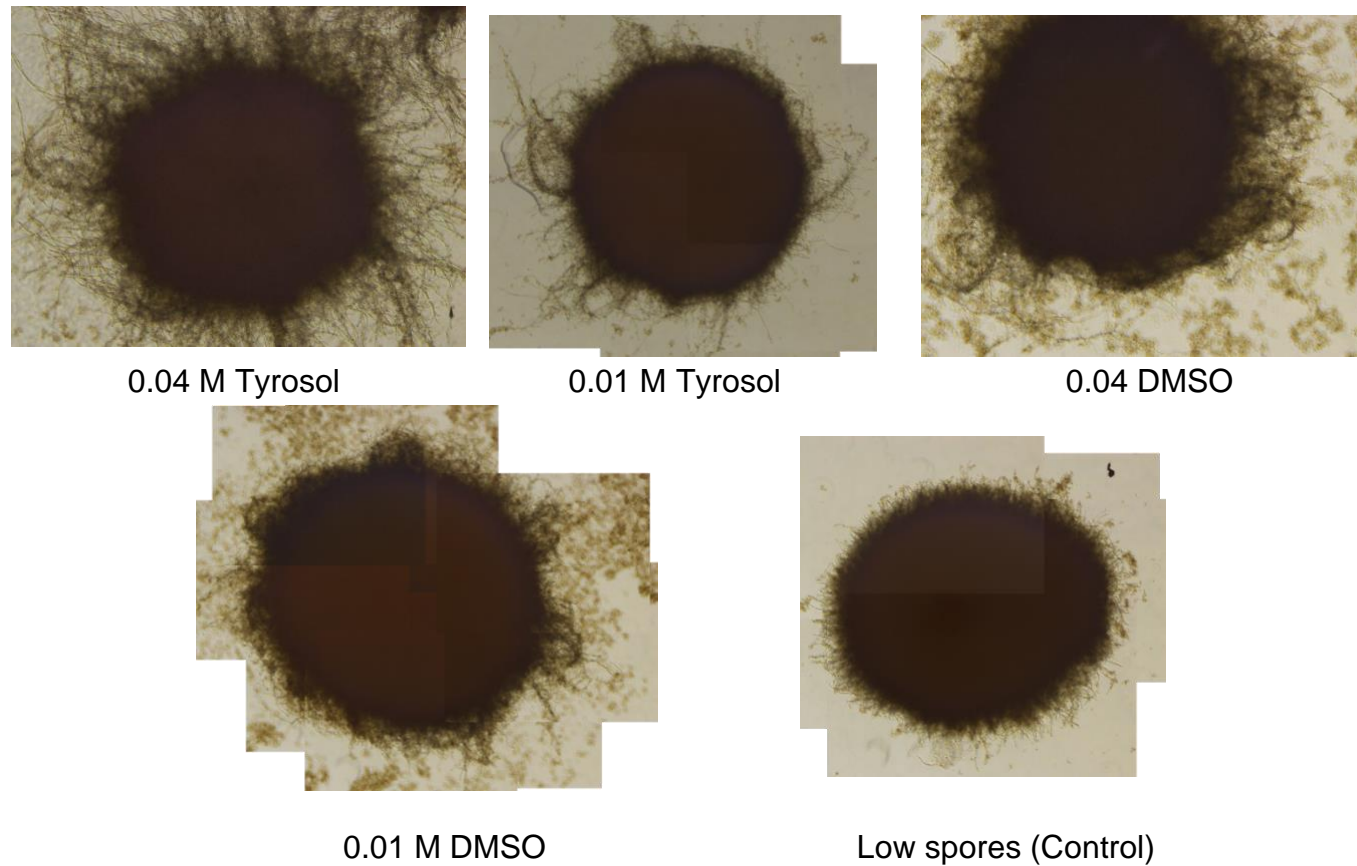 0.04 M Tyrosol
0.01 M Tyrosol
0.04 DMSO
0.01 M DMSO
Low spores (Control)